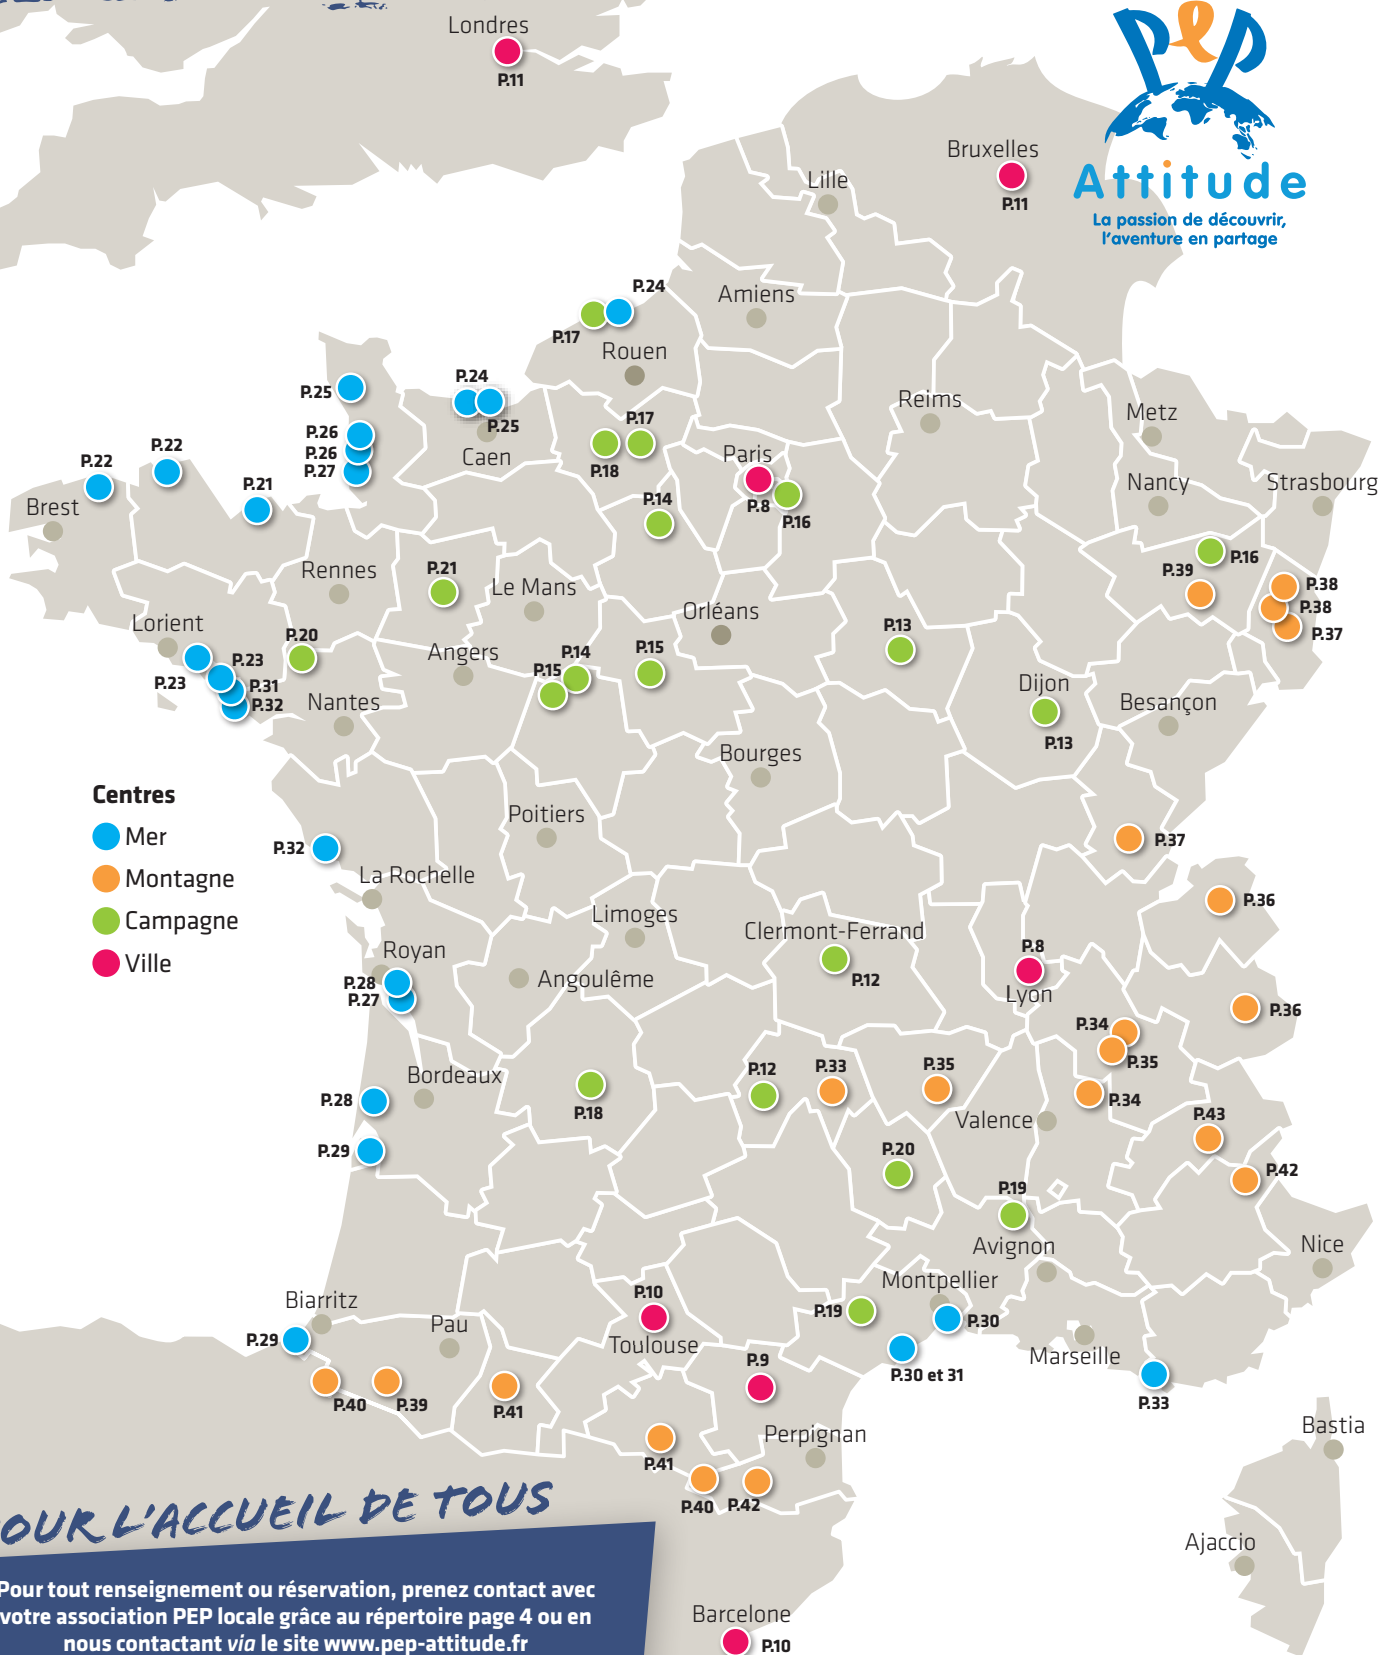 Londres
P.11
PeP
Attitude
La passion de découvrir,
l'aventure en partage
Bruxelles
P.11
Lille
P.24
Amiens
P.17
Rouen
P.24
P.25
P.25
Caen
P.26
P.26
P.27
P.17
P.18
Reims
Metz
Paris
P.8
P.16
Nancy
Strasbourg
P.22
P.22
P.21
Brest
P.14
P.16
P.39
P.38
P.38
P.37
Rennes
P.21
Le Mans
Orléans
P.13
Lorient
P.20
P.23
P.23
P.31
P.32
Angers
P.14
P.15
P.15
Nantes
Dijon
P.13
Besançon
Bourges
Centres
Mer
Montagne
Campagne
Ville
Poitiers
P.32
P.37
La Rochelle
Limoges
Clermont-Ferrand
P.12
P.36
P.8
Lyon
Royan
P.28
P.27
Angoulême
P.36
P.34
P.35
P.34
Bordeaux
P.28
P.18
P.12
P.33
P.35
Valence
P.43
P.29
P.20
P.42
P.19
Avignon
Nice
Montpellier
P.19
P.30
Biarritz
P.29
Pau
P.10
Toulouse
Marseille
P.30 et 31
P.33
P.40
P.39
P.41
P.9
Perpignan
P.41
P.40
P.42
Bastia
Ajaccio
OUR L'ACCUEIL DE TOUS
Pour tout renseignement ou réservation, prenez contact avec
votre association PEP locale grâce au répertoire page 4 ou en
nous contactant via le site www.pep-attitude.fr
Barcelone
P.10